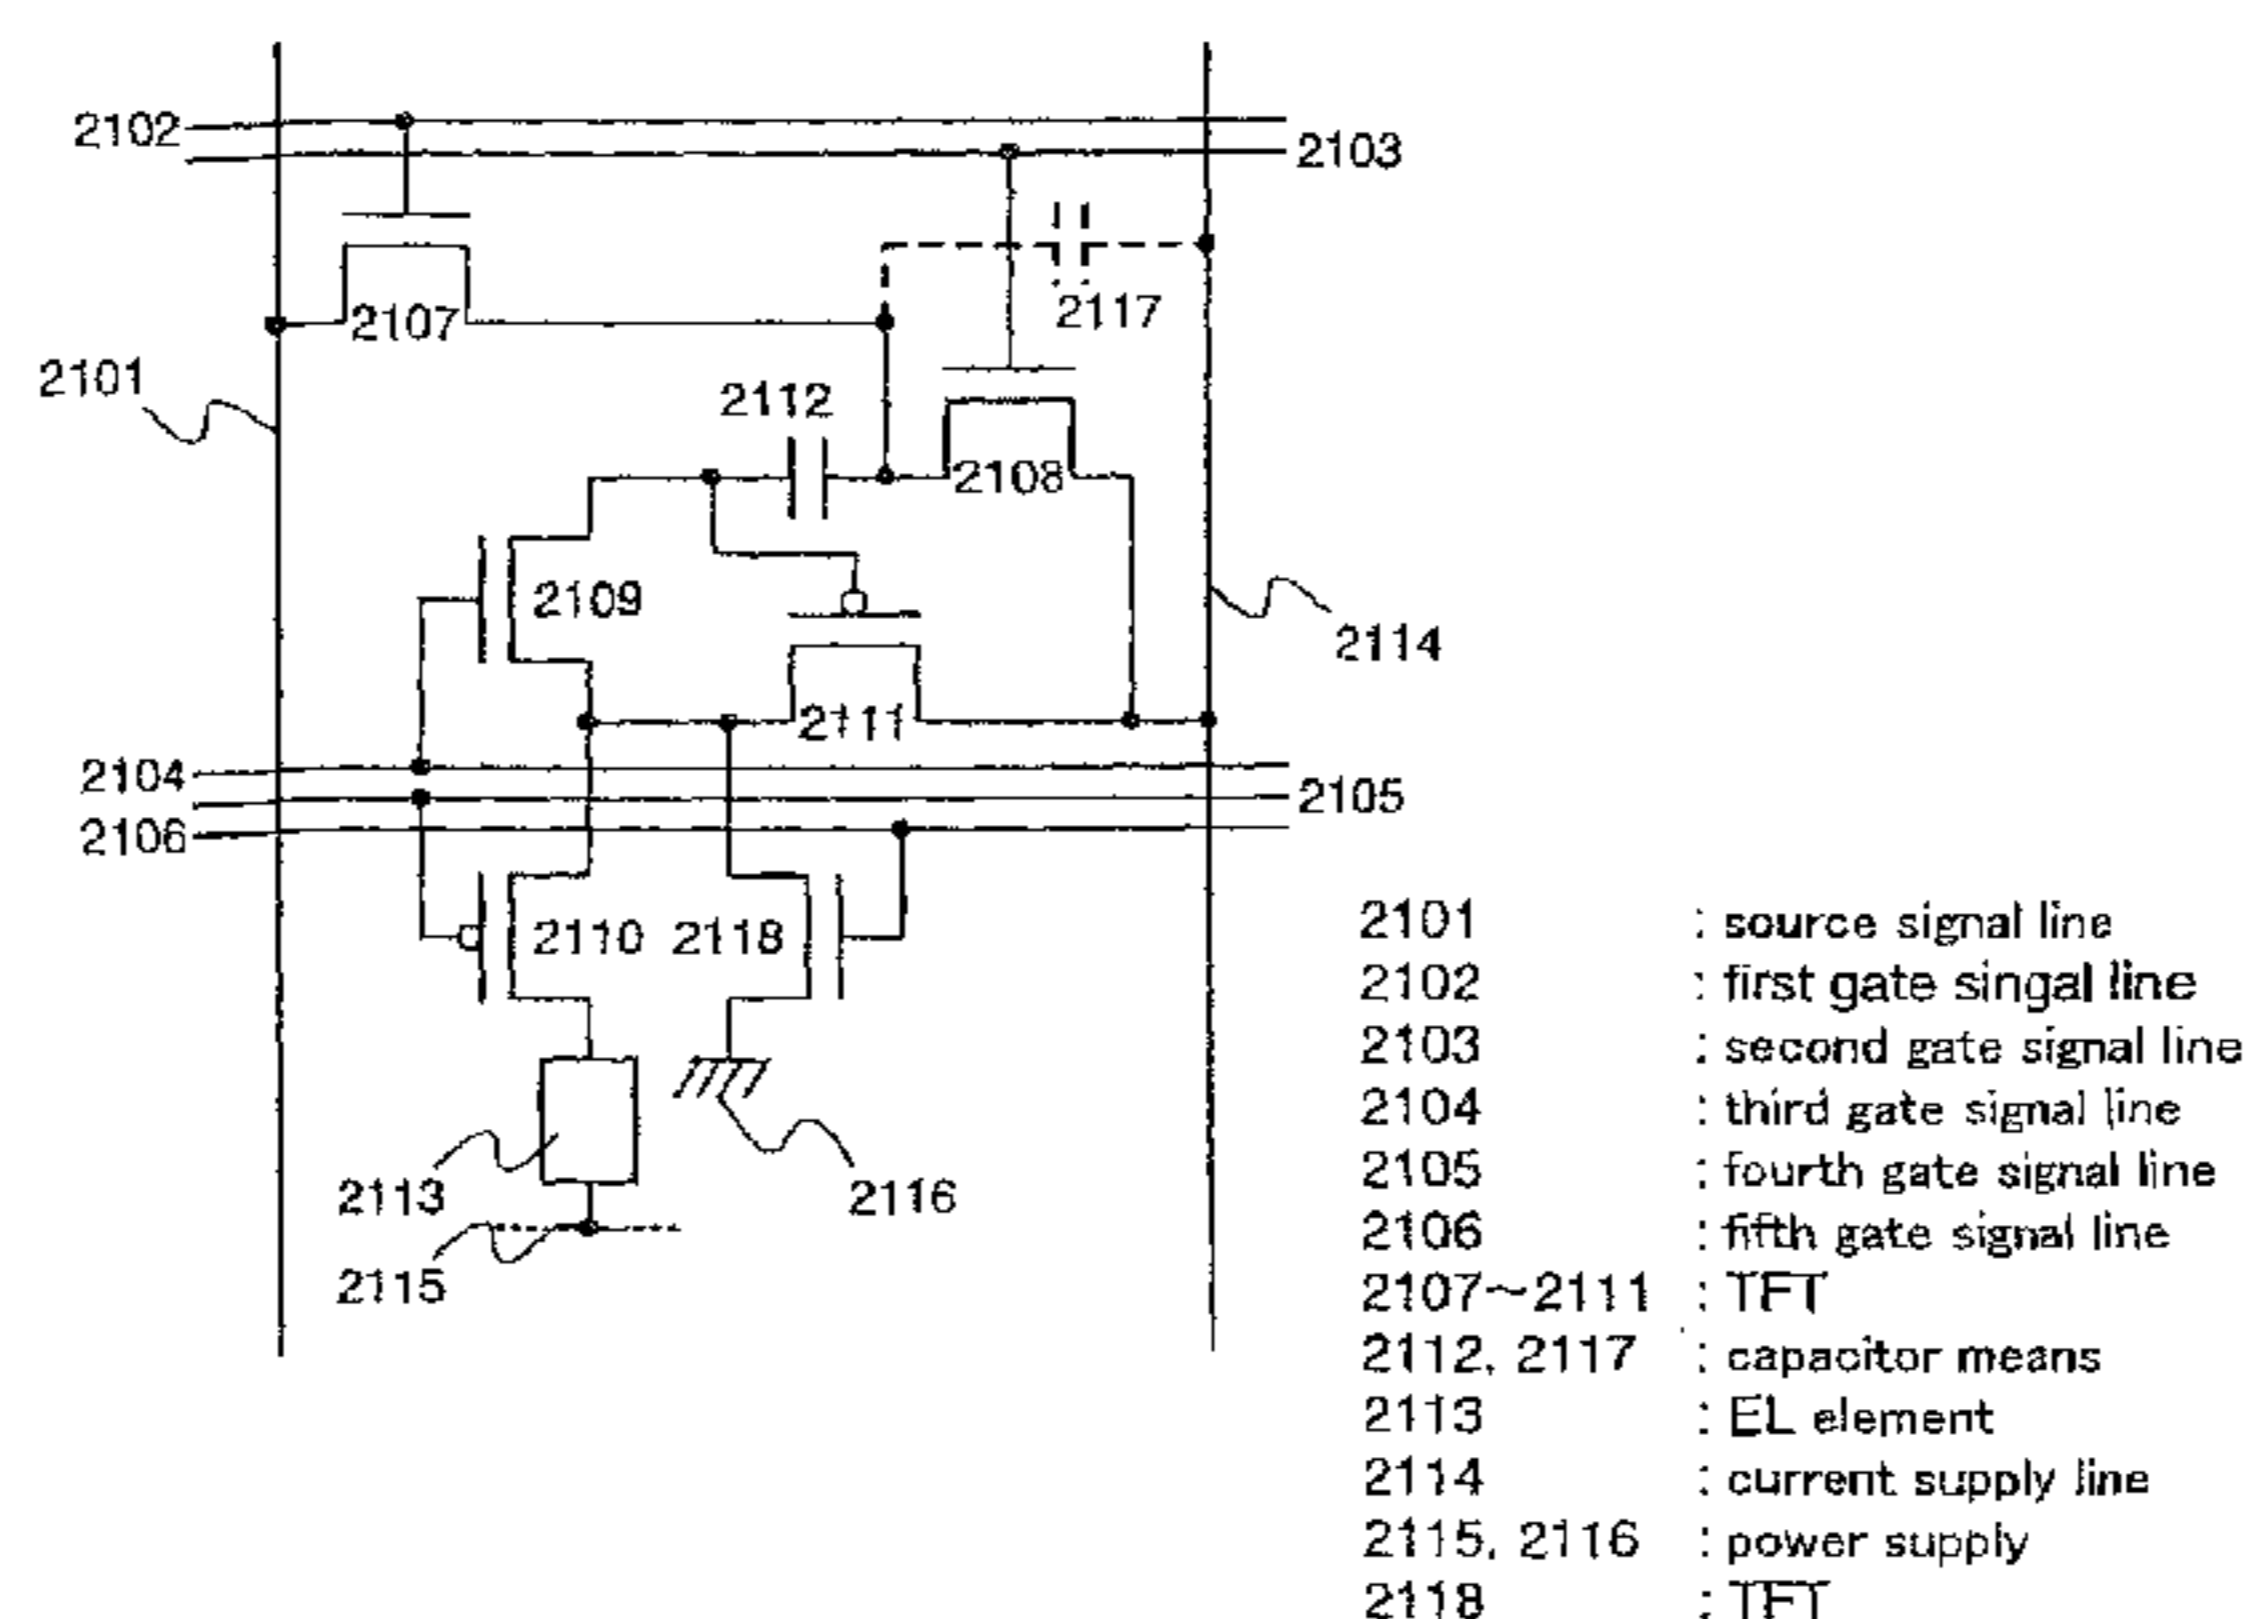 2102
2103
2107
2117
2101
2112
2108
2109
2114
2111
2104
2105
2106
2110 2118
2113
2116
2115
2101 : source signal line
2102 : first gate singal line
2103 : second gate signal line
2104 : third gate signal line
2105 : fourth gate signal line
2106 : fifth gate signal line
2107~2111 : TFT
2112, 2117 : capacitor means
2113 : EL element
2114 : current supply line
2115, 2116 : power supply
2118 : TFT